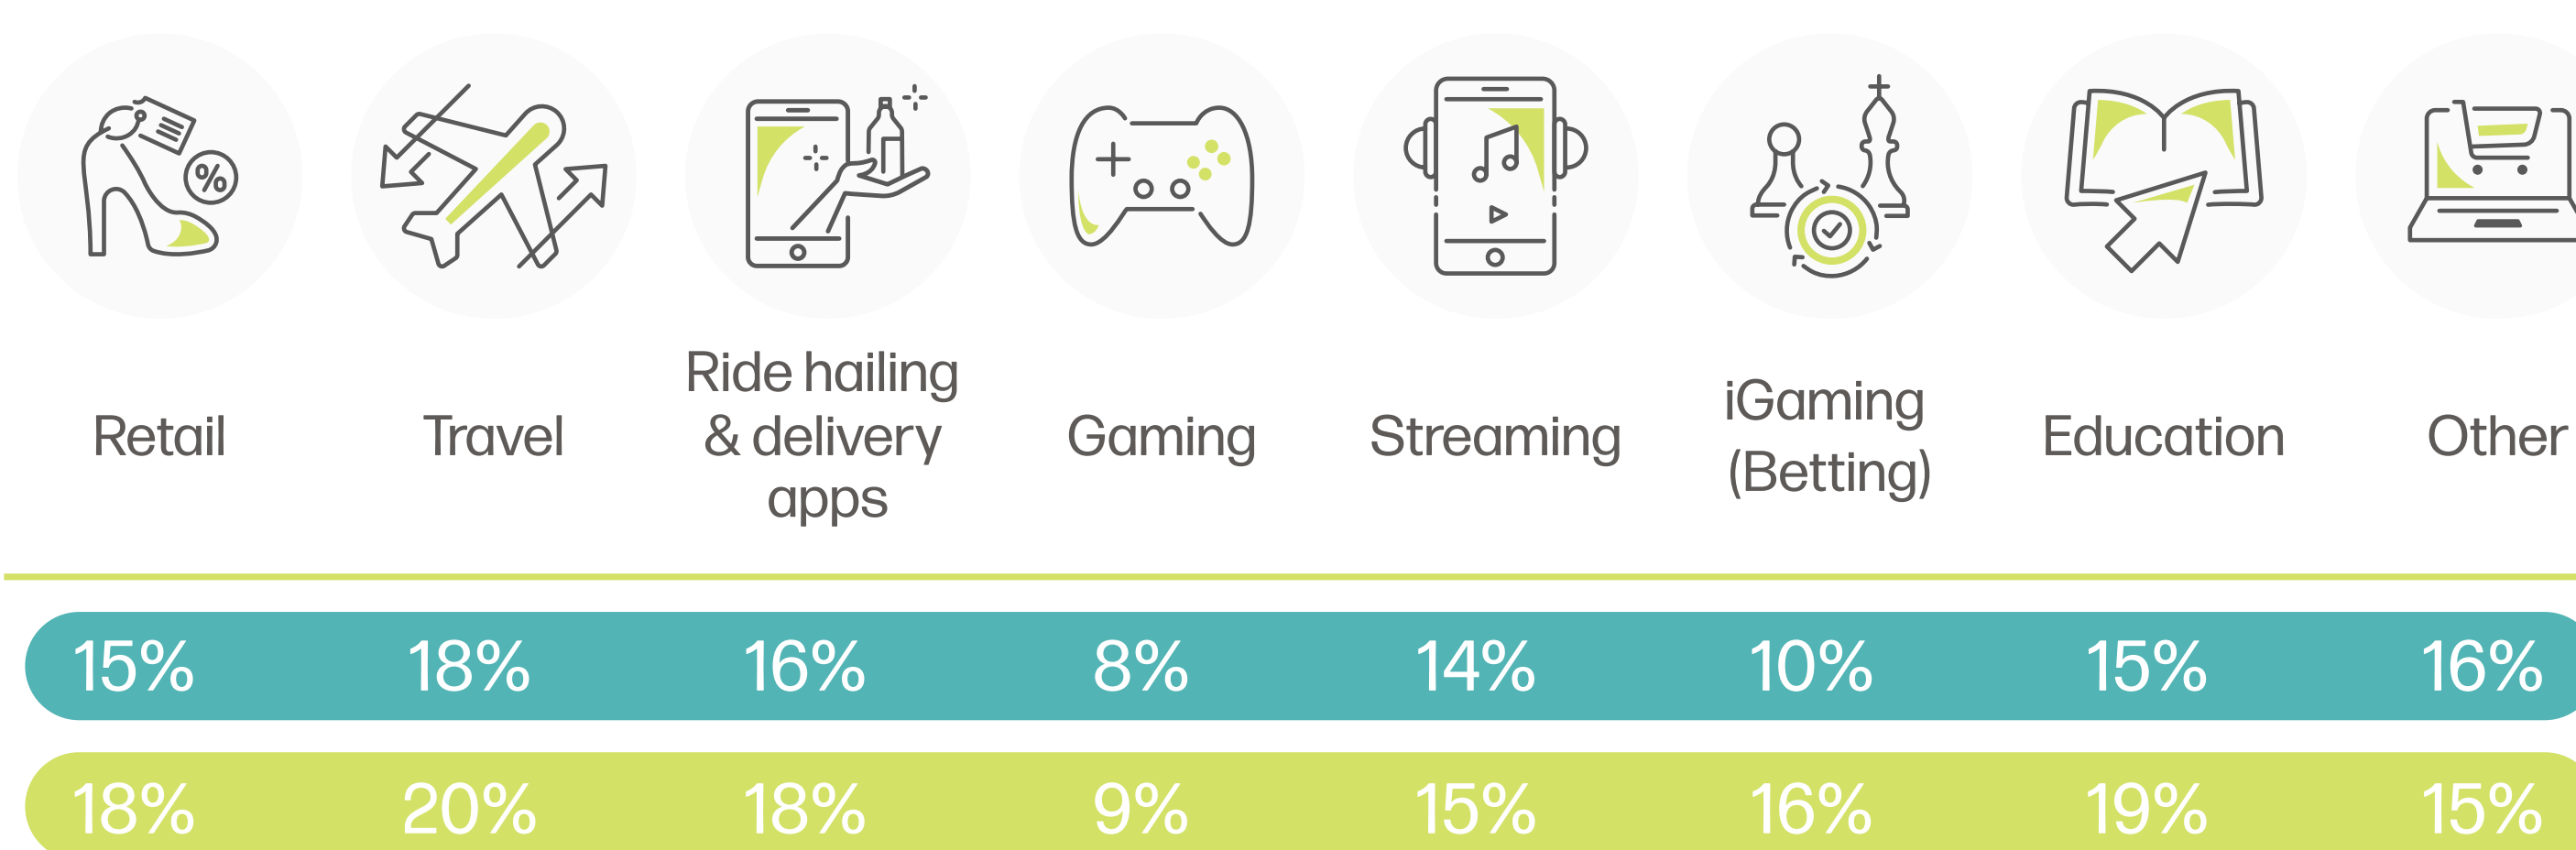 %
Retail
Travel
Ride hailing
& delivery
apps
Gaming
Streaming
iGaming
(Betting)
Education
Other
15% 18% 16% 8% 14% 10% 15% 16%
18% 20% 18% 9% 15% 16% 19% 15%